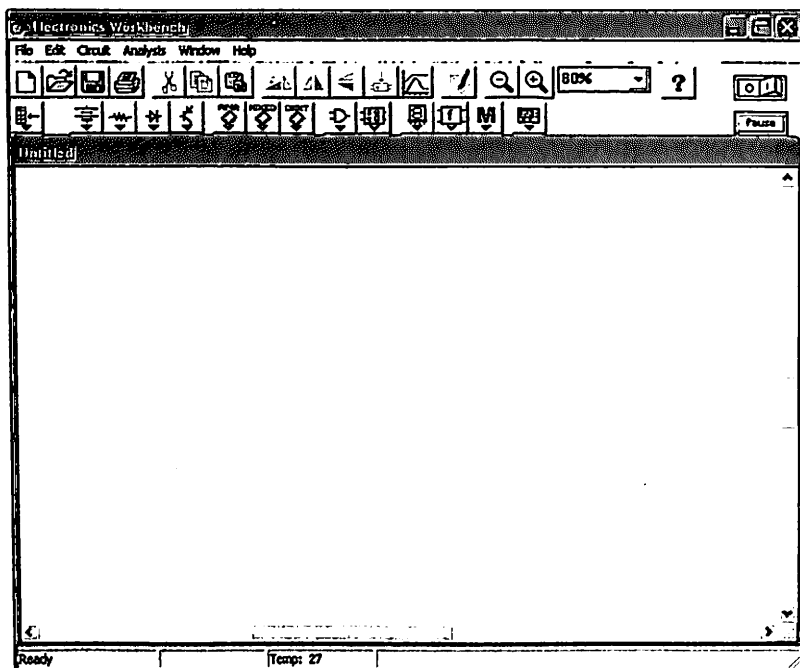 Electronics Workbench
File Edit Circuit Analysis Window Help
80% ?
Pause
M
Untitled
Ready Temp: 27